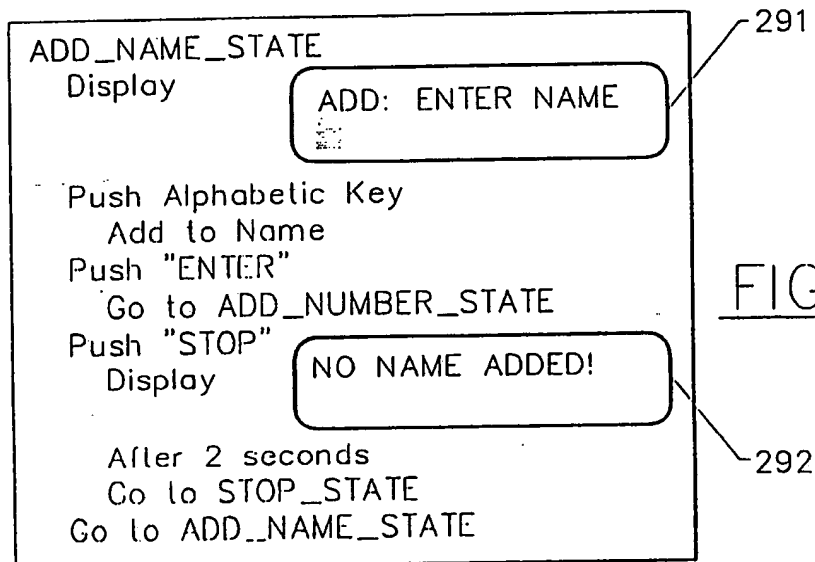 291
ADD_NAME_STATE
Display
ADD: ENTER NAME
Push Alphabetic Key
Add to Name
Push "ENTER"
Go to ADD_NUMBER_STATE
FIG
Push "STOP"
Display
NO NAME ADDED!
292
After 2 seconds
Go to STOP_STATE
Go to ADD_NAME_STATE